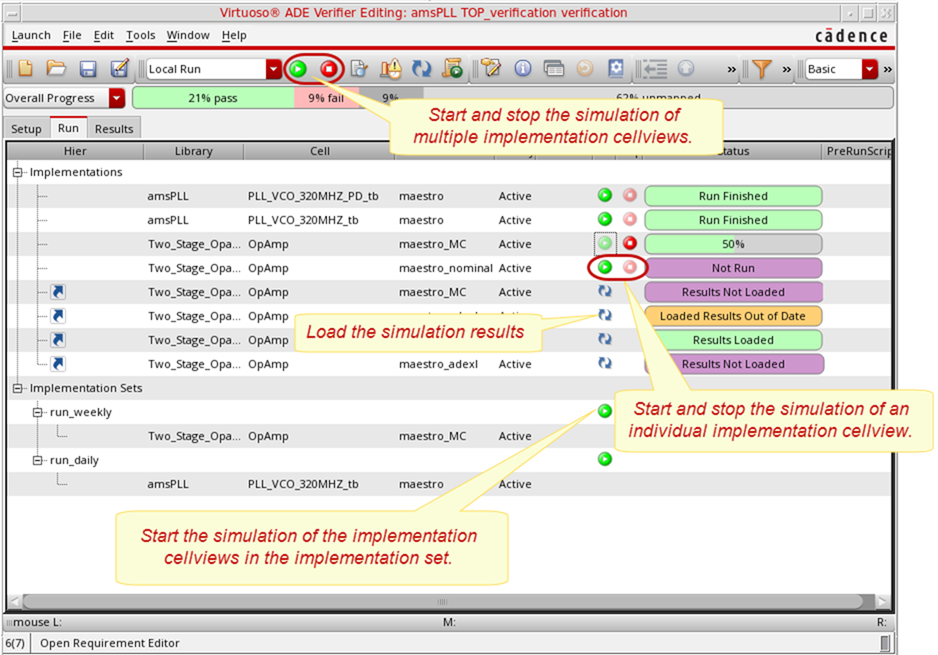 Virtuoso® ADE Verifier Editing: amsPLL TOP_verification verification
Launch File Edit Tools Window Help
cādence
Local Run
» » Basic »
Overall Progress 21% pass 9% fail 9% 62% unmapped
Start and stop the simulation of
multiple implementation cellviews.
Setup Run Results
Hier Library Cell Status PreRunScrip
Implementations
amsPLL PLL_VCO_320MHZ_PD_tb maestro Active Run Finished
amsPLL PLL_VCO_320MHZ_tb maestro Active Run Finished
Two_Stage_Opa... OpAmp maestro_MC Active 50%
Two_Stage_Opa... OpAmp maestro_nominal Active Not Run
Two_Stage_Opa... OpAmp maestro_MC Active Results Not Loaded
Two_Stage_Opa... OpAmp Active Loaded Results Out of Date
Load the simulation results
Two_Stage_Opa... OpAmp Results Loaded
Two_Stage_Opa... OpAmp maestro_adexl Active Results Not Loaded
Implementation Sets
run_weekly
Start and stop the simulation of an
individual implementation cellview.
Two_Stage_Opa... OpAmp maestro_MC Active
run_daily
amsPLL PLL_VCO_320MHZ_tb maestro Active
Start the simulation of the implementation
cellviews in the implementation set.
mouse L: M: R:
6(7) Open Requirement Editor